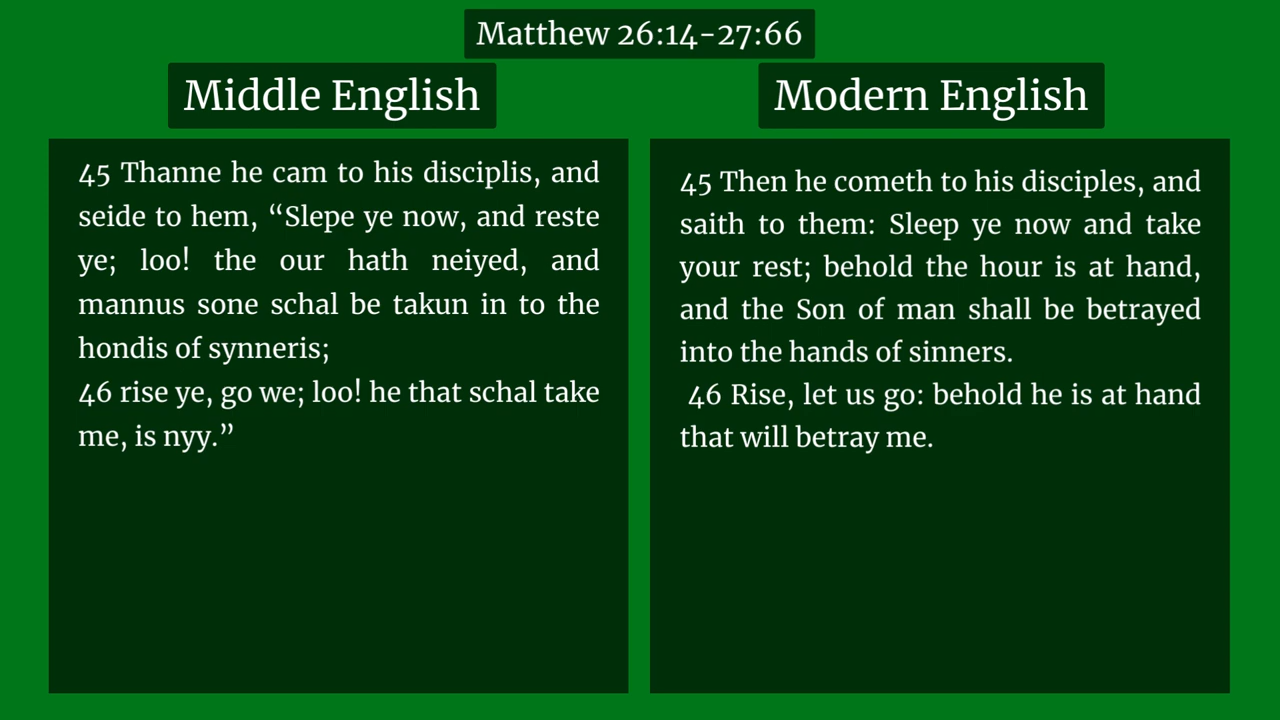 Matthew 26:14-27:66
Middle English
45 Thanne he cam to his disciplis, and
seide to hem, “Slepe ye now, and reste
ye; loo! the our hath neiyed, and
mannus sone schal be takun in to the
hondis of synneris;
46 rise ye, go we; loo! he that schal take
me, is nyy.”
Modern English
45 Then he cometh to his disciples, and
saith to them: Sleep ye now and take
your rest; behold the hour is at hand,
and the Son of man shall be betrayed
into the hands of sinners.
46 Rise, let us go: behold he is at hand
that will betray me.